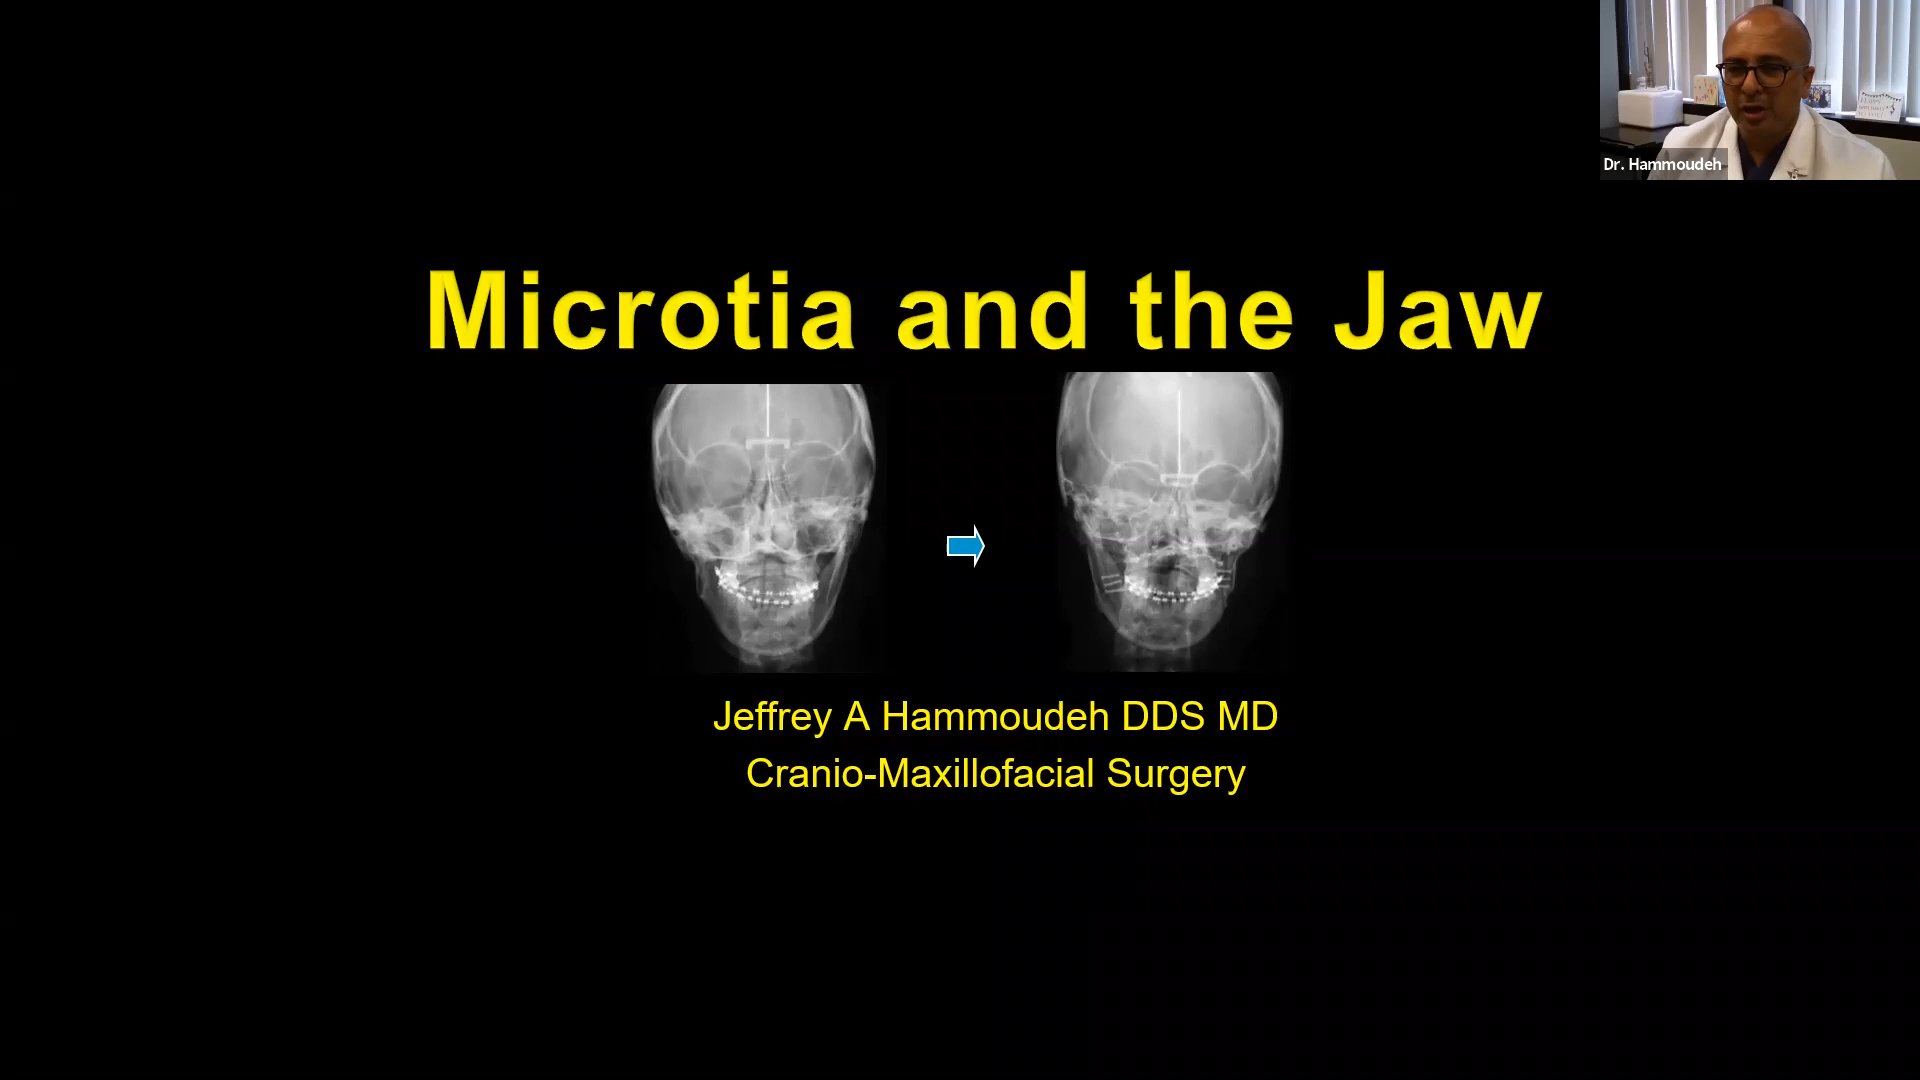 Dr. Hammoudeh
Microtia and the Jaw
Jeffrey A Hammoudeh DDS MD
Cranio-Maxillofacial Surgery